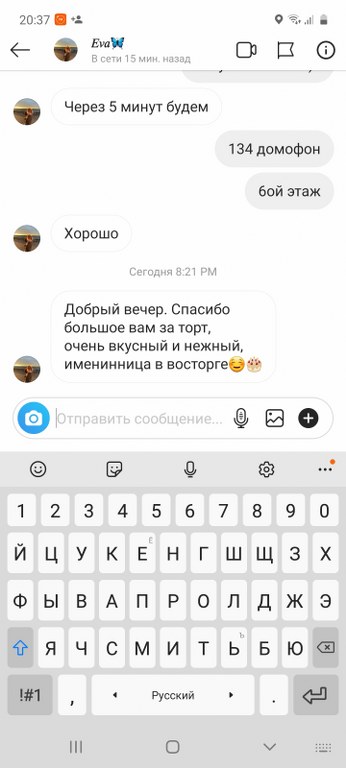 20:37
Eva🦋
В сети 15 мин. назад
Через 5 минут будем
134 домофон
6ой этаж
Хорошо
Сегодня 8:21 PM
Добрый вечер. Спасибо
большое вам за торт,
очень вкусный и нежный,
именинница в восторге☺️🎂
Отправить сообщение...
1 2 3 4 5 6 7 8 9 0
Й Ц У К Е Ё Н Г Ш Щ З Х
Ф Ы В А П Р О Л Д Ж Э
Я Ч С М И Т Ь Ъ Б Ю
!#1 , Русский .